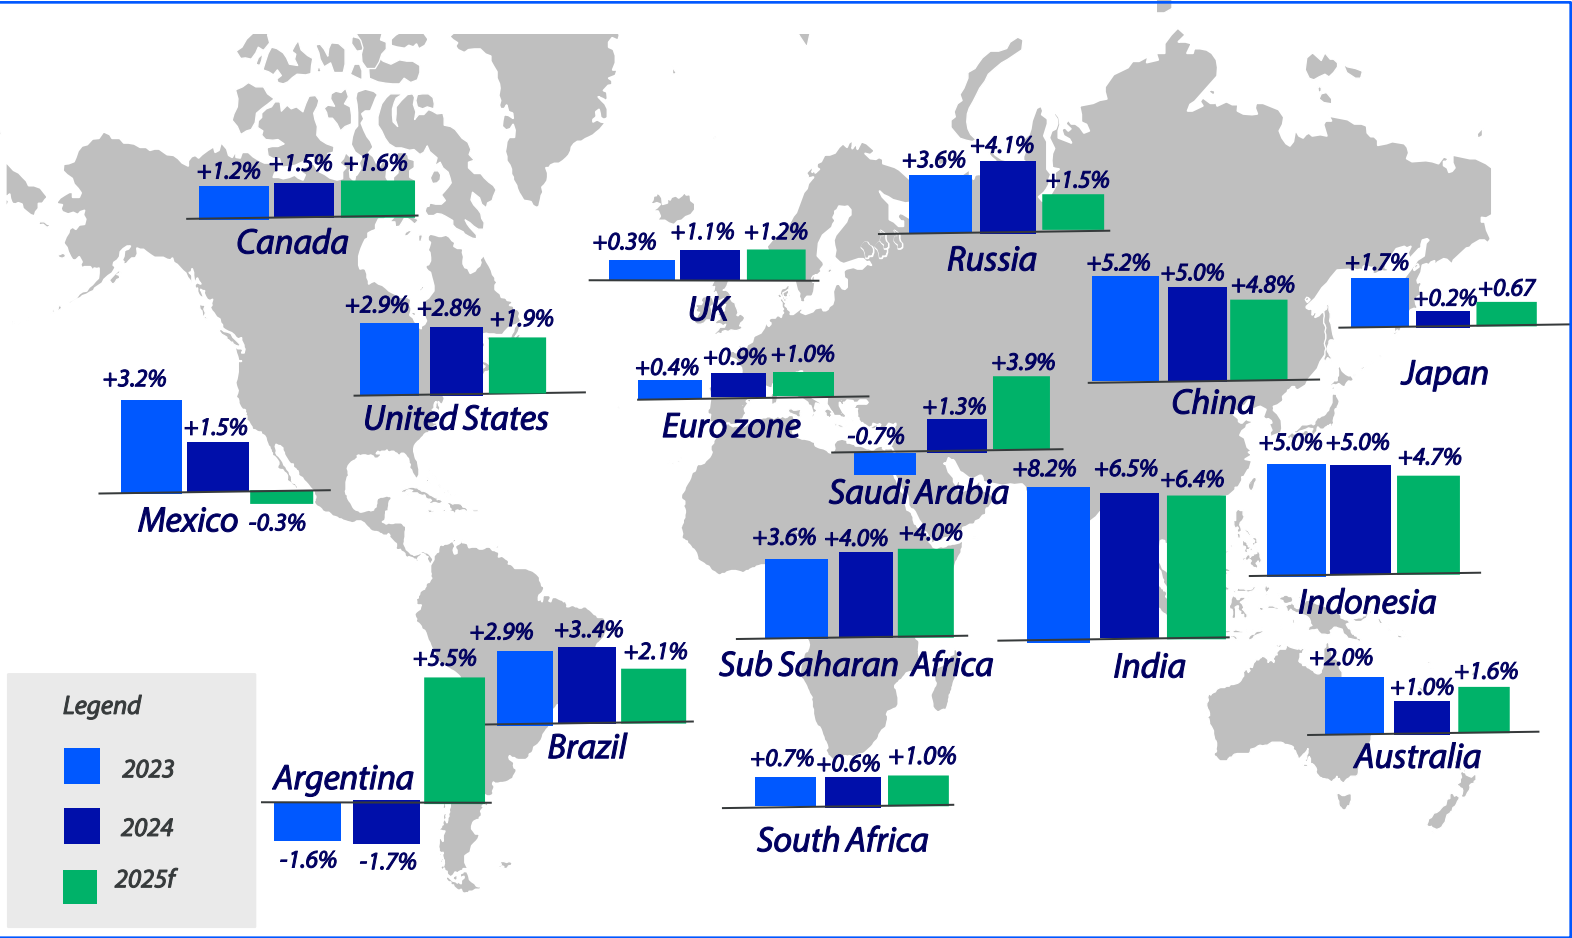 +1.2% +1.5% +1.6%
Canada
+3.6% +4.1% +1.5%
Russia
+0.3% +1.1% +1.2%
UK
+5.2% +5.0% +4.8%
China
+1.7% +0.2% +0.67
Japan
+2.9% +2.8% +1.9%
United States
+0.4% +0.9% +1.0%
Euro zone
+3.2% +1.5%
Mexico -0.3%
-0.7% +1.3% +3.9%
Saudi Arabia
+8.2% +6.5% +6.4%
India
+5.0% +5.0% +4.7%
Indonesia
+3.6% +4.0% +4.0%
Sub Saharan Africa
+2.9% +3..4% +2.1%
Brazil
+5.5%
Argentina
-1.6% -1.7%
+2.0% +1.0% +1.6%
Australia
+0.7% +0.6% +1.0%
South Africa
Legend
2023
2024
2025f